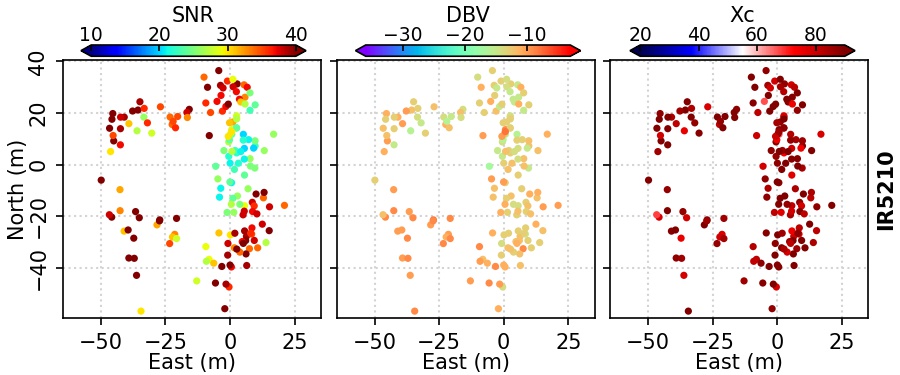 SNR DBV Xc
10 20 30 40 −30 −20 −10 20 40 60 80
40
20
0
−20
−40
North (m)
IR5210
−50 −25 0 25 −50 −25 0 25 −50 −25 0 25
East (m) East (m) East (m)